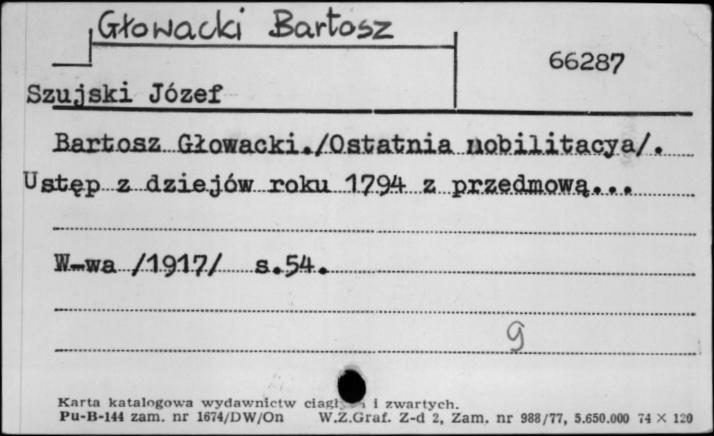 Głowacki Bartosz
66287
Szujski Józef
Bartosz Głowacki./Ostatnia nobilitacya/.
Ustęp z dziejów roku 1794 z przedmową...
W-wa /1917/ s.54.
g
Karta katalogowa wydawnictw i zwartych.
Pu-B-144 zam. nr 1674/DW/On W.Z.Graf. Z-d 2, Zam. nr 988/77, 5.650.000 74 X 120